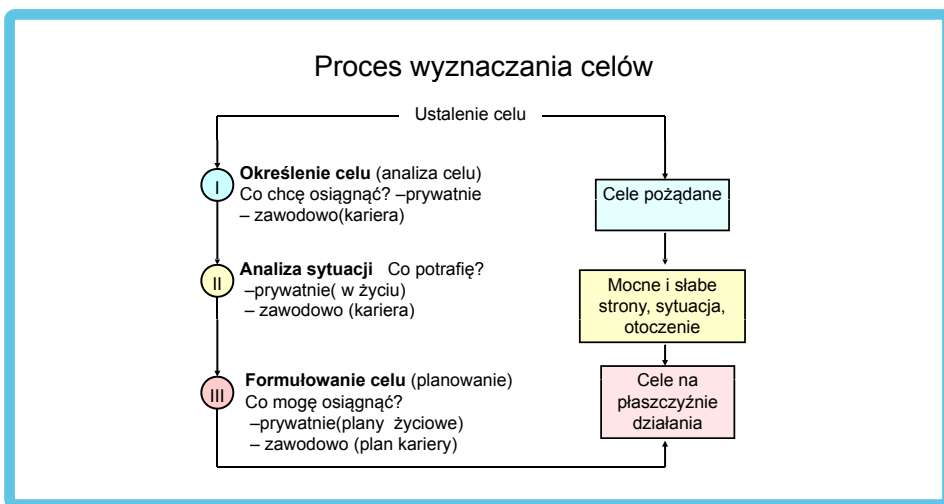 Proces wyznaczania celów
Ustalenie celu
I
Określenie celu (analiza celu)
Co chcę osiągnąć? –prywatnie
– zawodowo(kariera)
Cele pożądane
II
Analiza sytuacji Co potrafię?
–prywatnie( w życiu)
– zawodowo (kariera)
Mocne i słabe
strony, sytuacja,
otoczenie
III
Formułowanie celu (planowanie)
Co mogę osiągnąć?
–prywatnie(plany życiowe)
– zawodowo (plan kariery)
Cele na
płaszczyźnie
działania